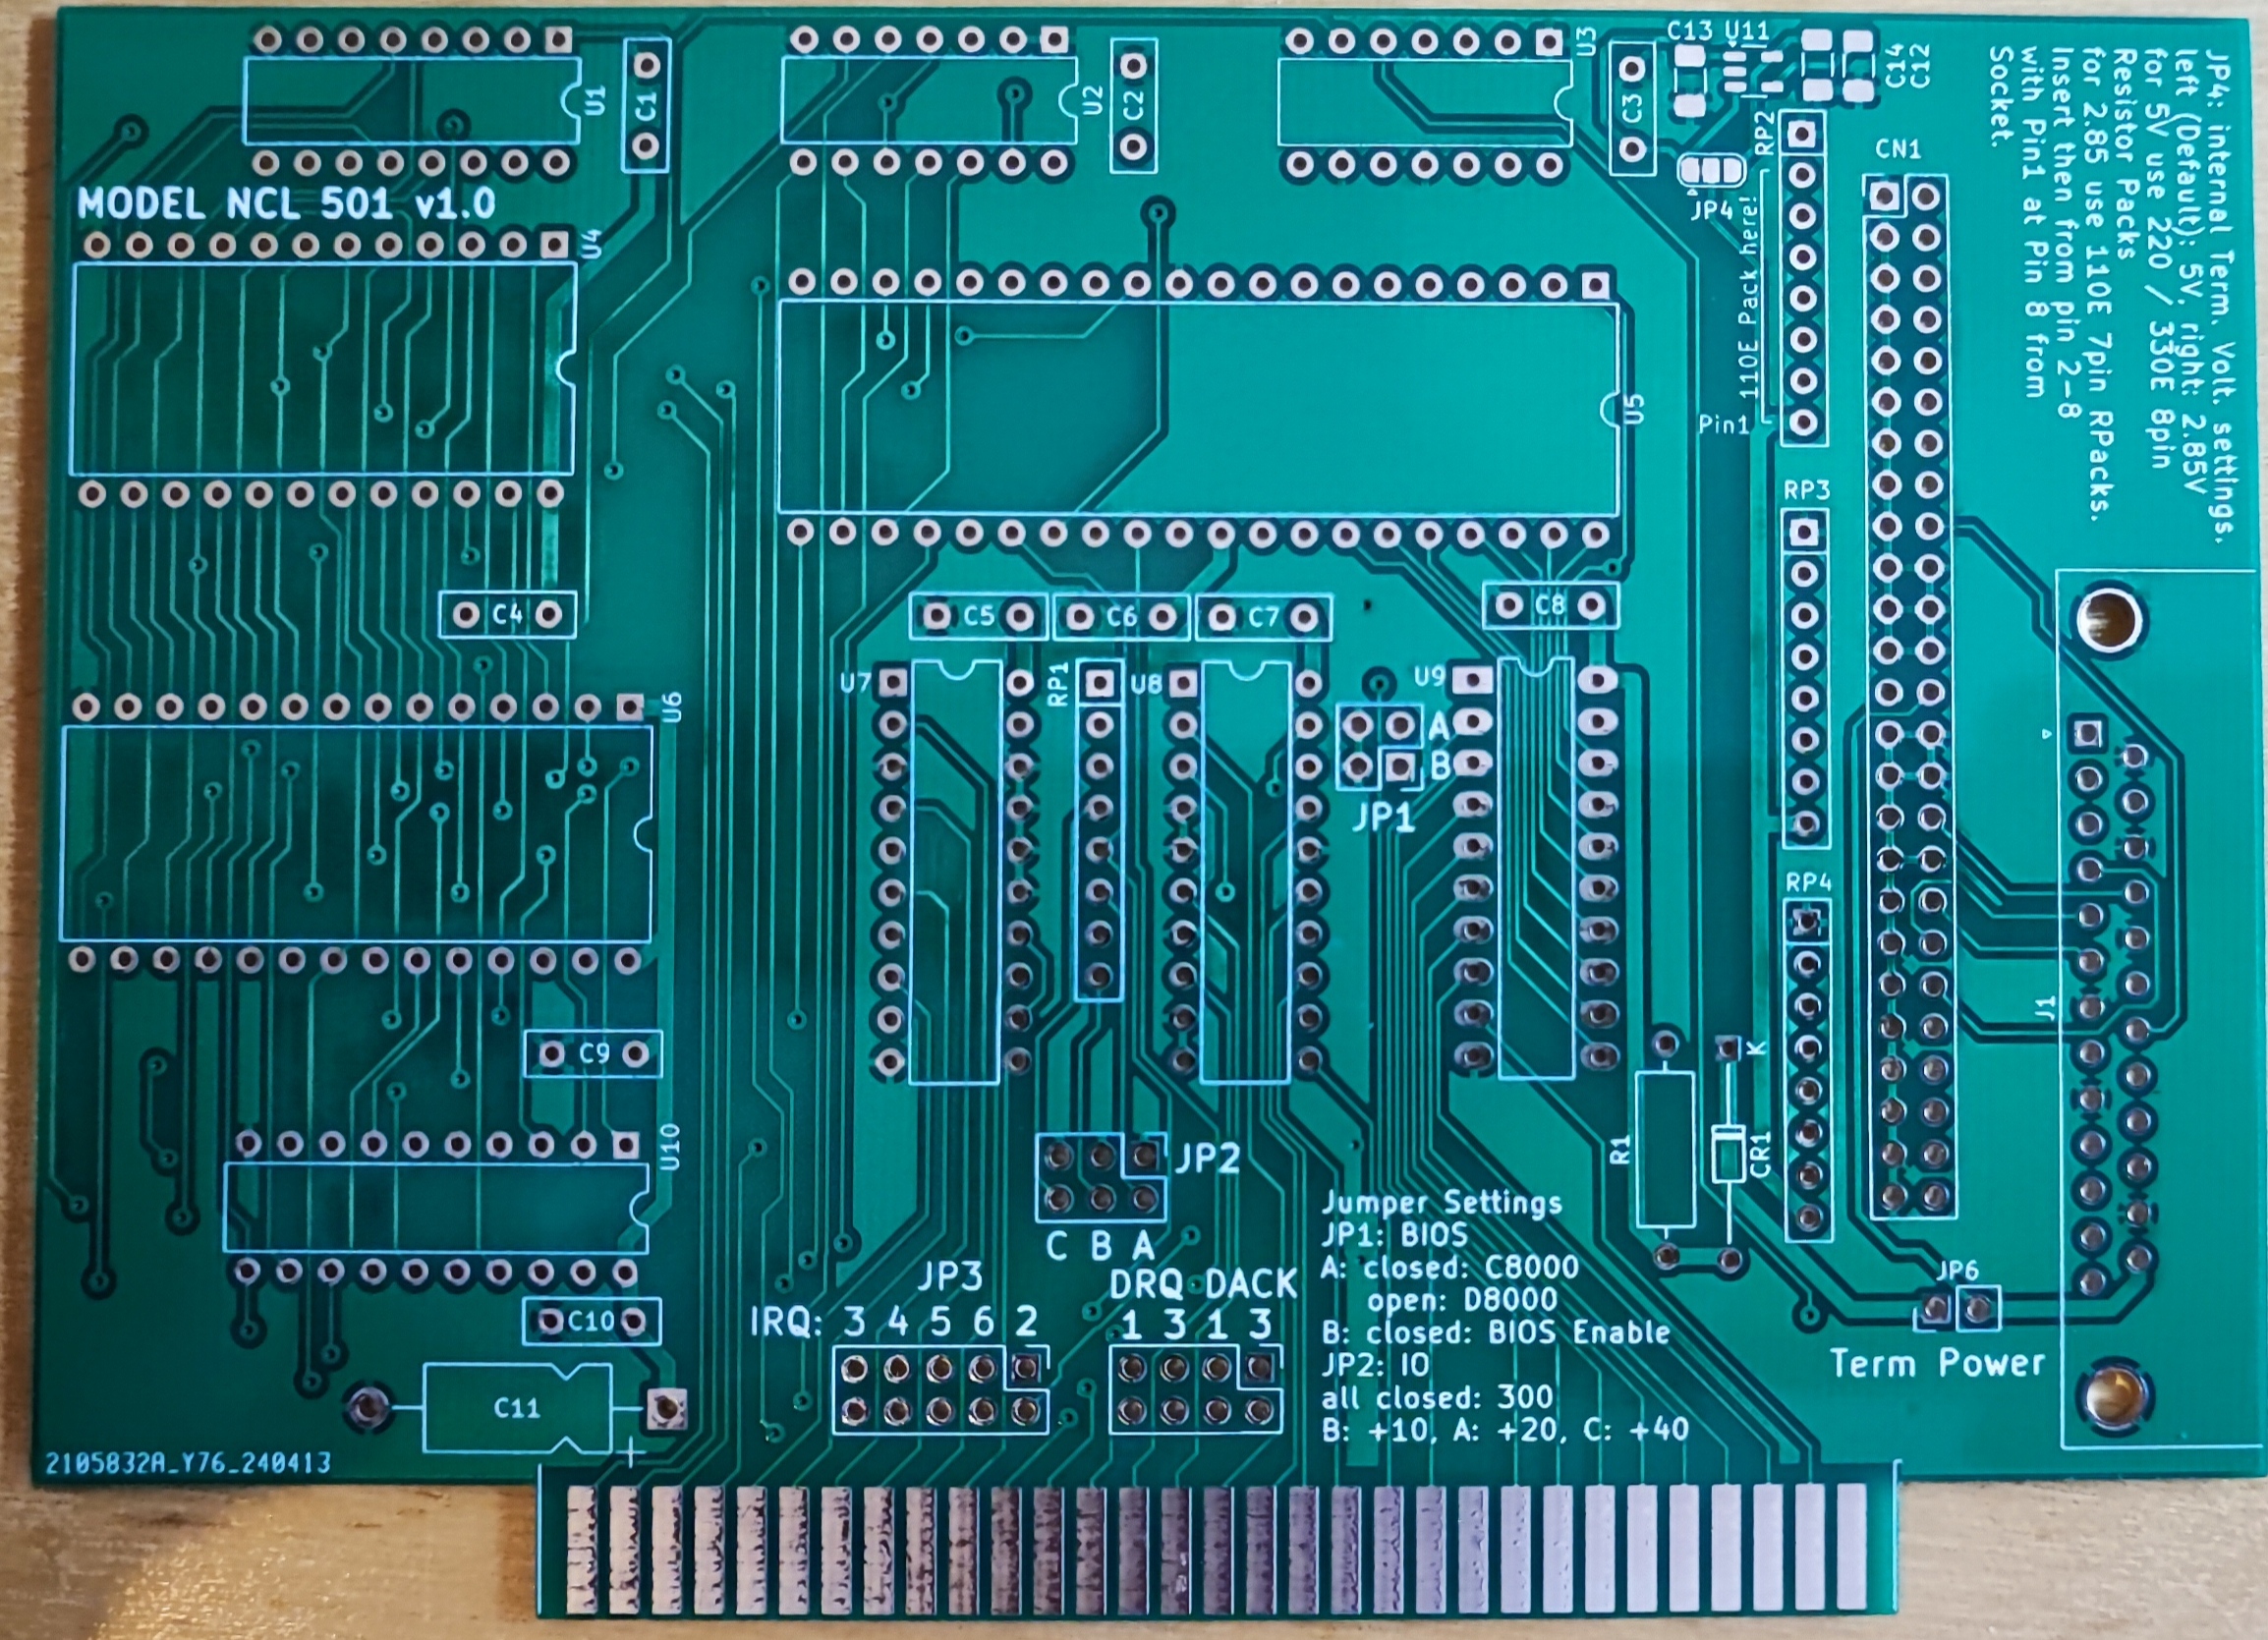 U1
C1
U2
C2
U3
C3
C13 U11
C14
C12
JP4: internal Term. Volt. settings.
left (Default): 5V, right: 2.85V
for 5V use 220 / 330E 8pin
Resistor Packs
for 2.85 use 110E 7pin RPacks.
Insert then from pin 2-8
with Pin1 at Pin 8 from
Socket.
RP2
JP4
110E Pack here!
Pin1
CN1
MODEL NCL 501 v1.0
U4
U5
RP3
C4
C5
C6
C7
C8
U6
U7
RP1
U8
U9
A
B
JP1
RP4
J1
C9
U10
JP2
C B A
R1
K
CR1
Jumper Settings
JP1: BIOS
A: closed: C8000
open: D8000
B: closed: BIOS Enable
JP2: IO
all closed: 300
B: +10, A: +20, C: +40
JP3
IRQ: 3 4 5 6 2
DRQ DACK
1 3 1 3
JP6
Term Power
C10
C11
+
2105832A_Y76_240413